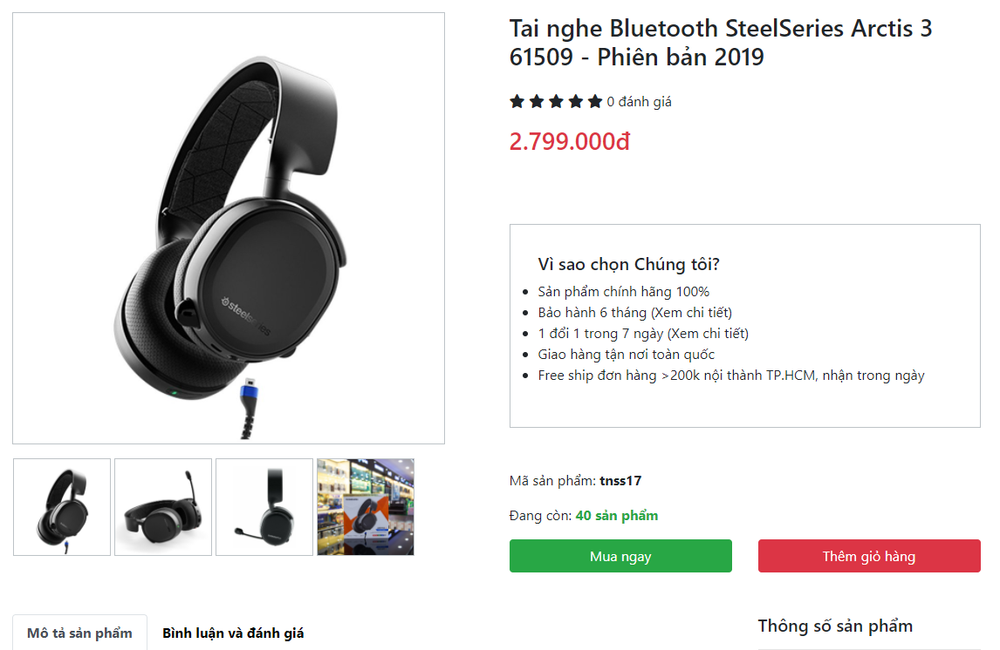 Tai nghe Bluetooth SteelSeries Arctis 3
61509 - Phiên bản 2019
0 đánh giá
2.799.000đ
steelseries
Vì sao chọn Chúng tôi?
Sản phẩm chính hãng 100%
Bảo hành 6 tháng (Xem chi tiết)
1 đổi 1 trong 7 ngày (Xem chi tiết)
Giao hàng tận nơi toàn quốc
Free ship đơn hàng >200k nội thành TP.HCM, nhận trong ngày
Mã sản phẩm: tnss17
Đang còn: 40 sản phẩm
Mua ngay
Thêm giỏ hàng
Mô tả sản phẩm
Bình luận và đánh giá
Thông số sản phẩm